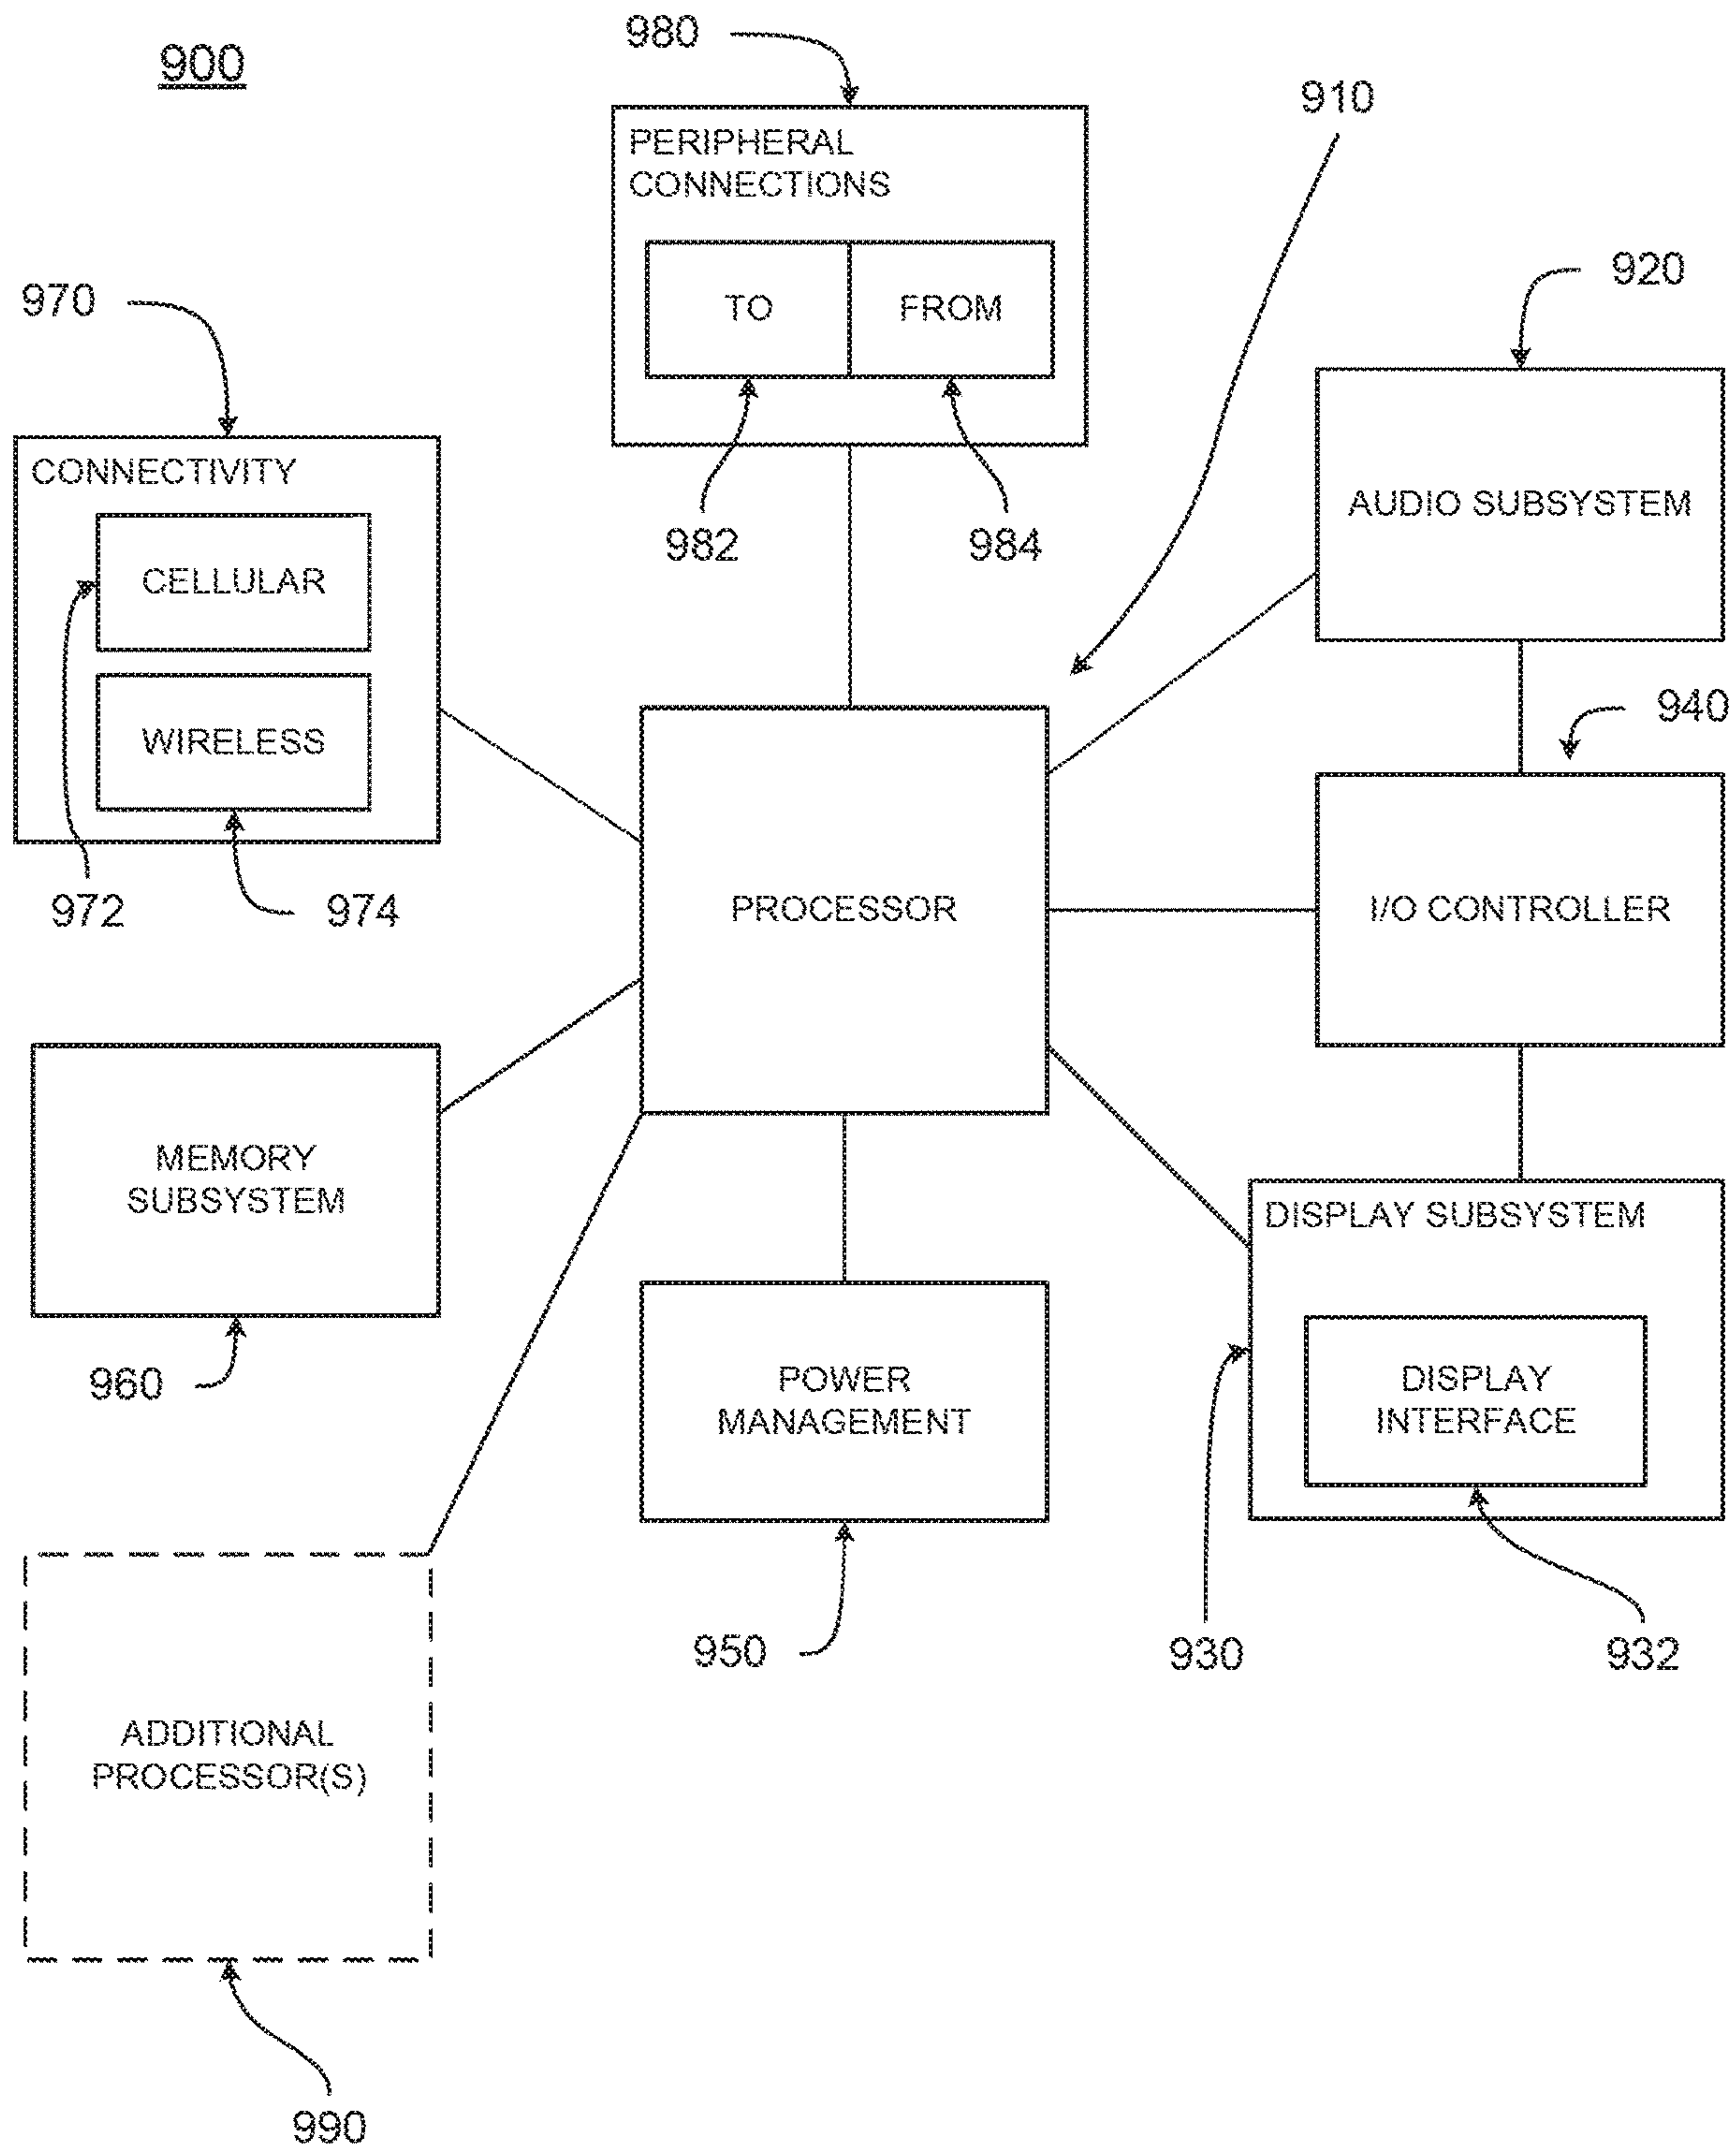 900
980
910
PERIPHERAL
CONNECTIONS
TO
FROM
982
984
970
CONNECTIVITY
CELLULAR
WIRELESS
972
974
920
AUDIO SUBSYSTEM
940
PROCESSOR
I/O CONTROLLER
MEMORY
SUBSYSTEM
960
POWER
MANAGEMENT
950
DISPLAY SUBSYSTEM
DISPLAY
INTERFACE
930
932
ADDITIONAL
PROCESSOR(S)
990